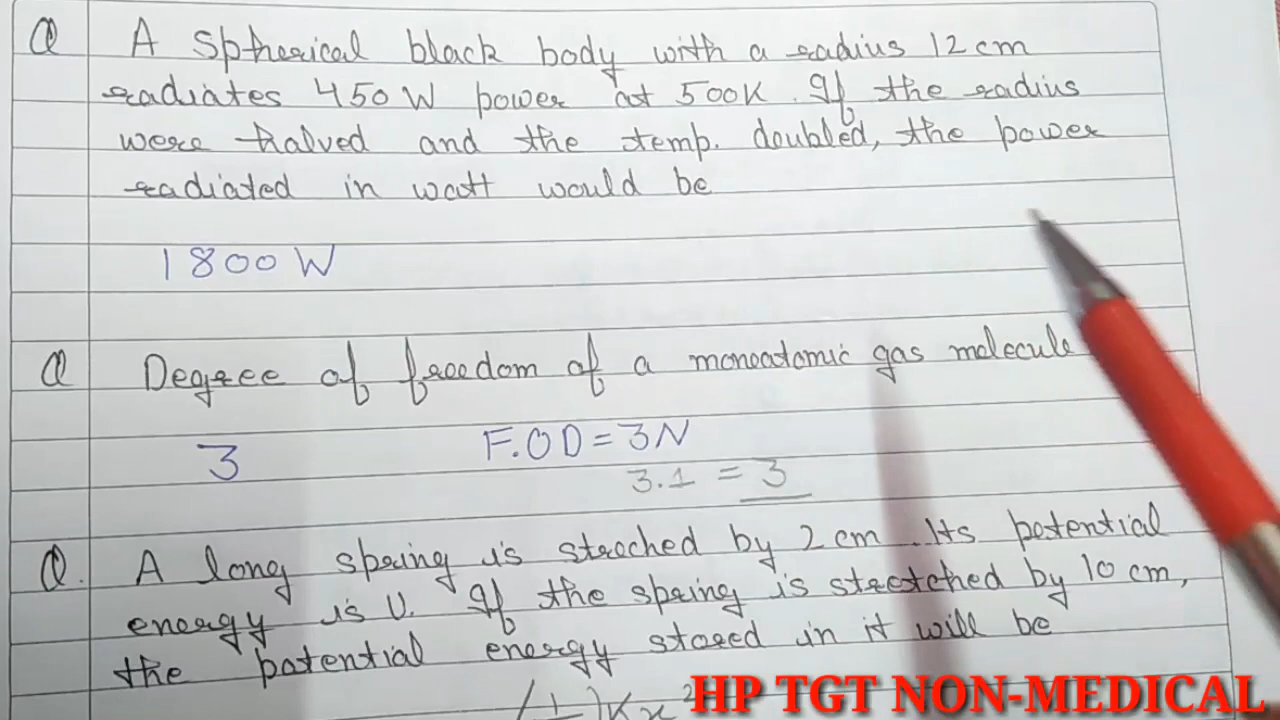 Q A spherical black body with a radius 12 cm
radiates 450 W power at 500K. If the radius
were halved and the temp. doubled, the power
radiated in watt would be
1800 W
Q Degree of freedom of a monoatomic gas molecule
3 F.OD = 3N
3.1 = 3
Q. A long spring is streched by 2 cm. Its potential
energy is U. If the spring is stretched by 10 cm,
the potential energy stored in it will be
HP TGT NON-MEDICAL